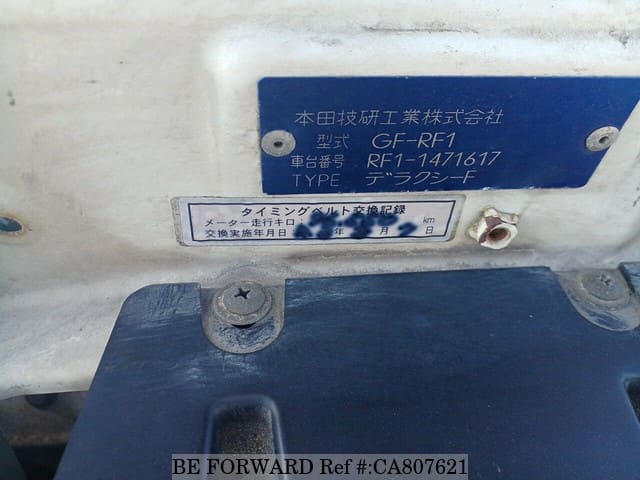 本田技研工業株式会社
型式 GF-RF1
車台番号 RF1-1471617
TYPE デラクシーF
タイミングベルト交換記録
メーター走行キロ： km
交換実施年月日 年 月 日
BE FORWARD Ref #:CA807621